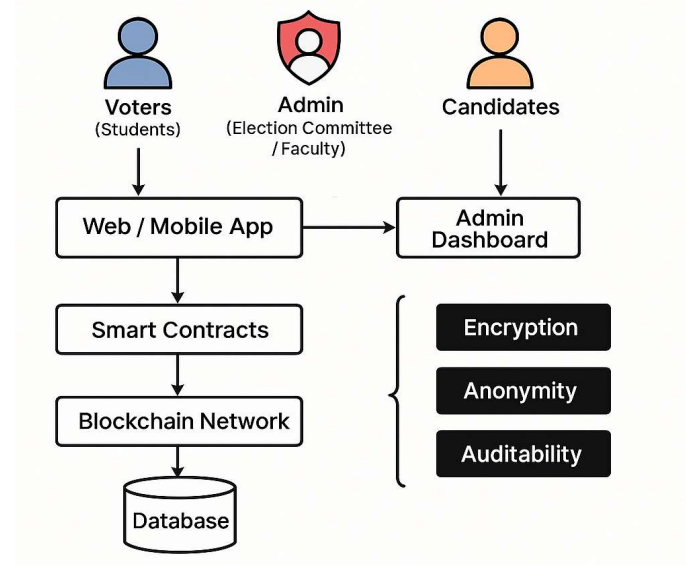 Voters
(Students)
Admin
(Election Committee
/ Faculty)
Candidates
Web / Mobile App
Admin
Dashboard
Smart Contracts
Encryption
Anonymity
Blockchain Network
Auditability
Database